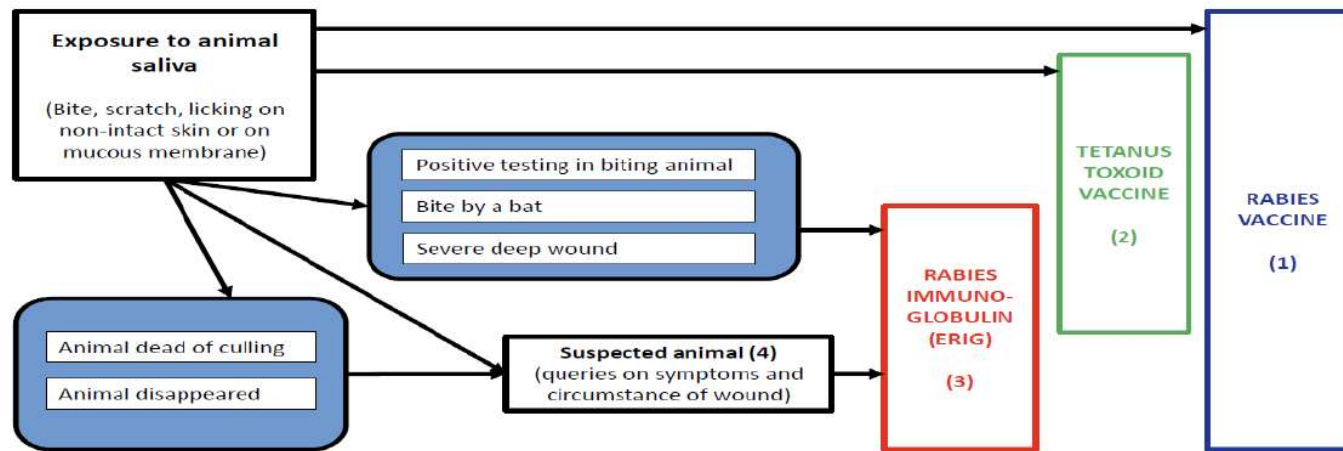 Exposure to animal
saliva
(Bite, scratch, licking on
non-intact skin or on
mucous membrane)
Positive testing in biting animal
Bite by a bat
Severe deep wound
Animal dead of culling
Animal disappeared
Suspected animal (4)
(queries on symptoms and
circumstance of wound)
RABIES
IMMUNO-
GLOBULIN
(ERIG)
(3)
TETANUS
TOXOID
VACCINE
(2)
RABIES
VACCINE
(1)